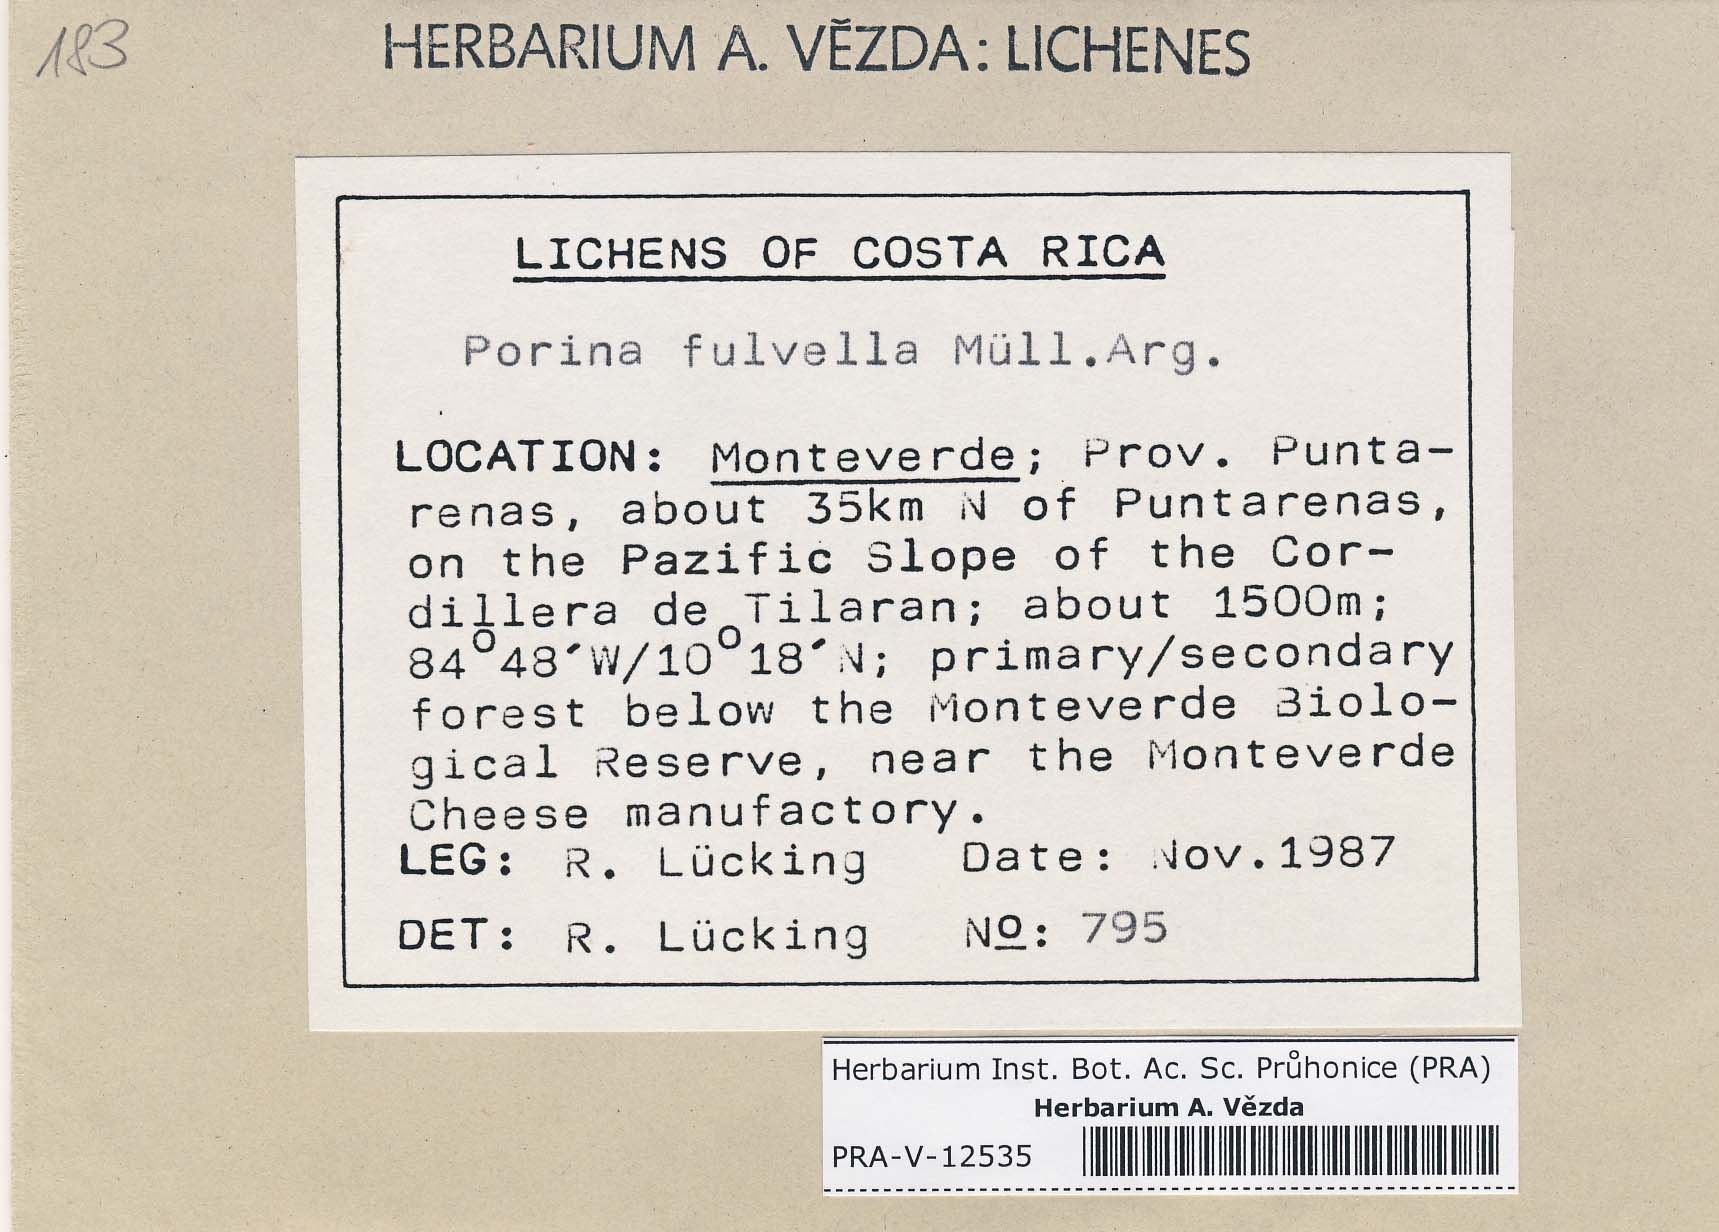 183
HERBARIUM A. VĚZDA: LICHENES
LICHENS OF COSTA RICA
Porina fulvella Müll.Arg.
LOCATION: Monteverde; Prov. Punta-
renas, about 35km N of Puntarenas,
on the Pazific Slope of the Cor-
dillera de Tilaran; about 1500m;
84°48´W/10°18´N; primary/secondary
forest below the Monteverde Biolo-
gical Reserve, near the Monteverde
Cheese manufactory.
LEG: R. Lücking Date: Nov.1987
DET: R. Lücking Nº: 795
Herbarium Inst. Bot. Ac. Sc. Průhonice (PRA)
Herbarium A. Vězda
PRA-V-12535